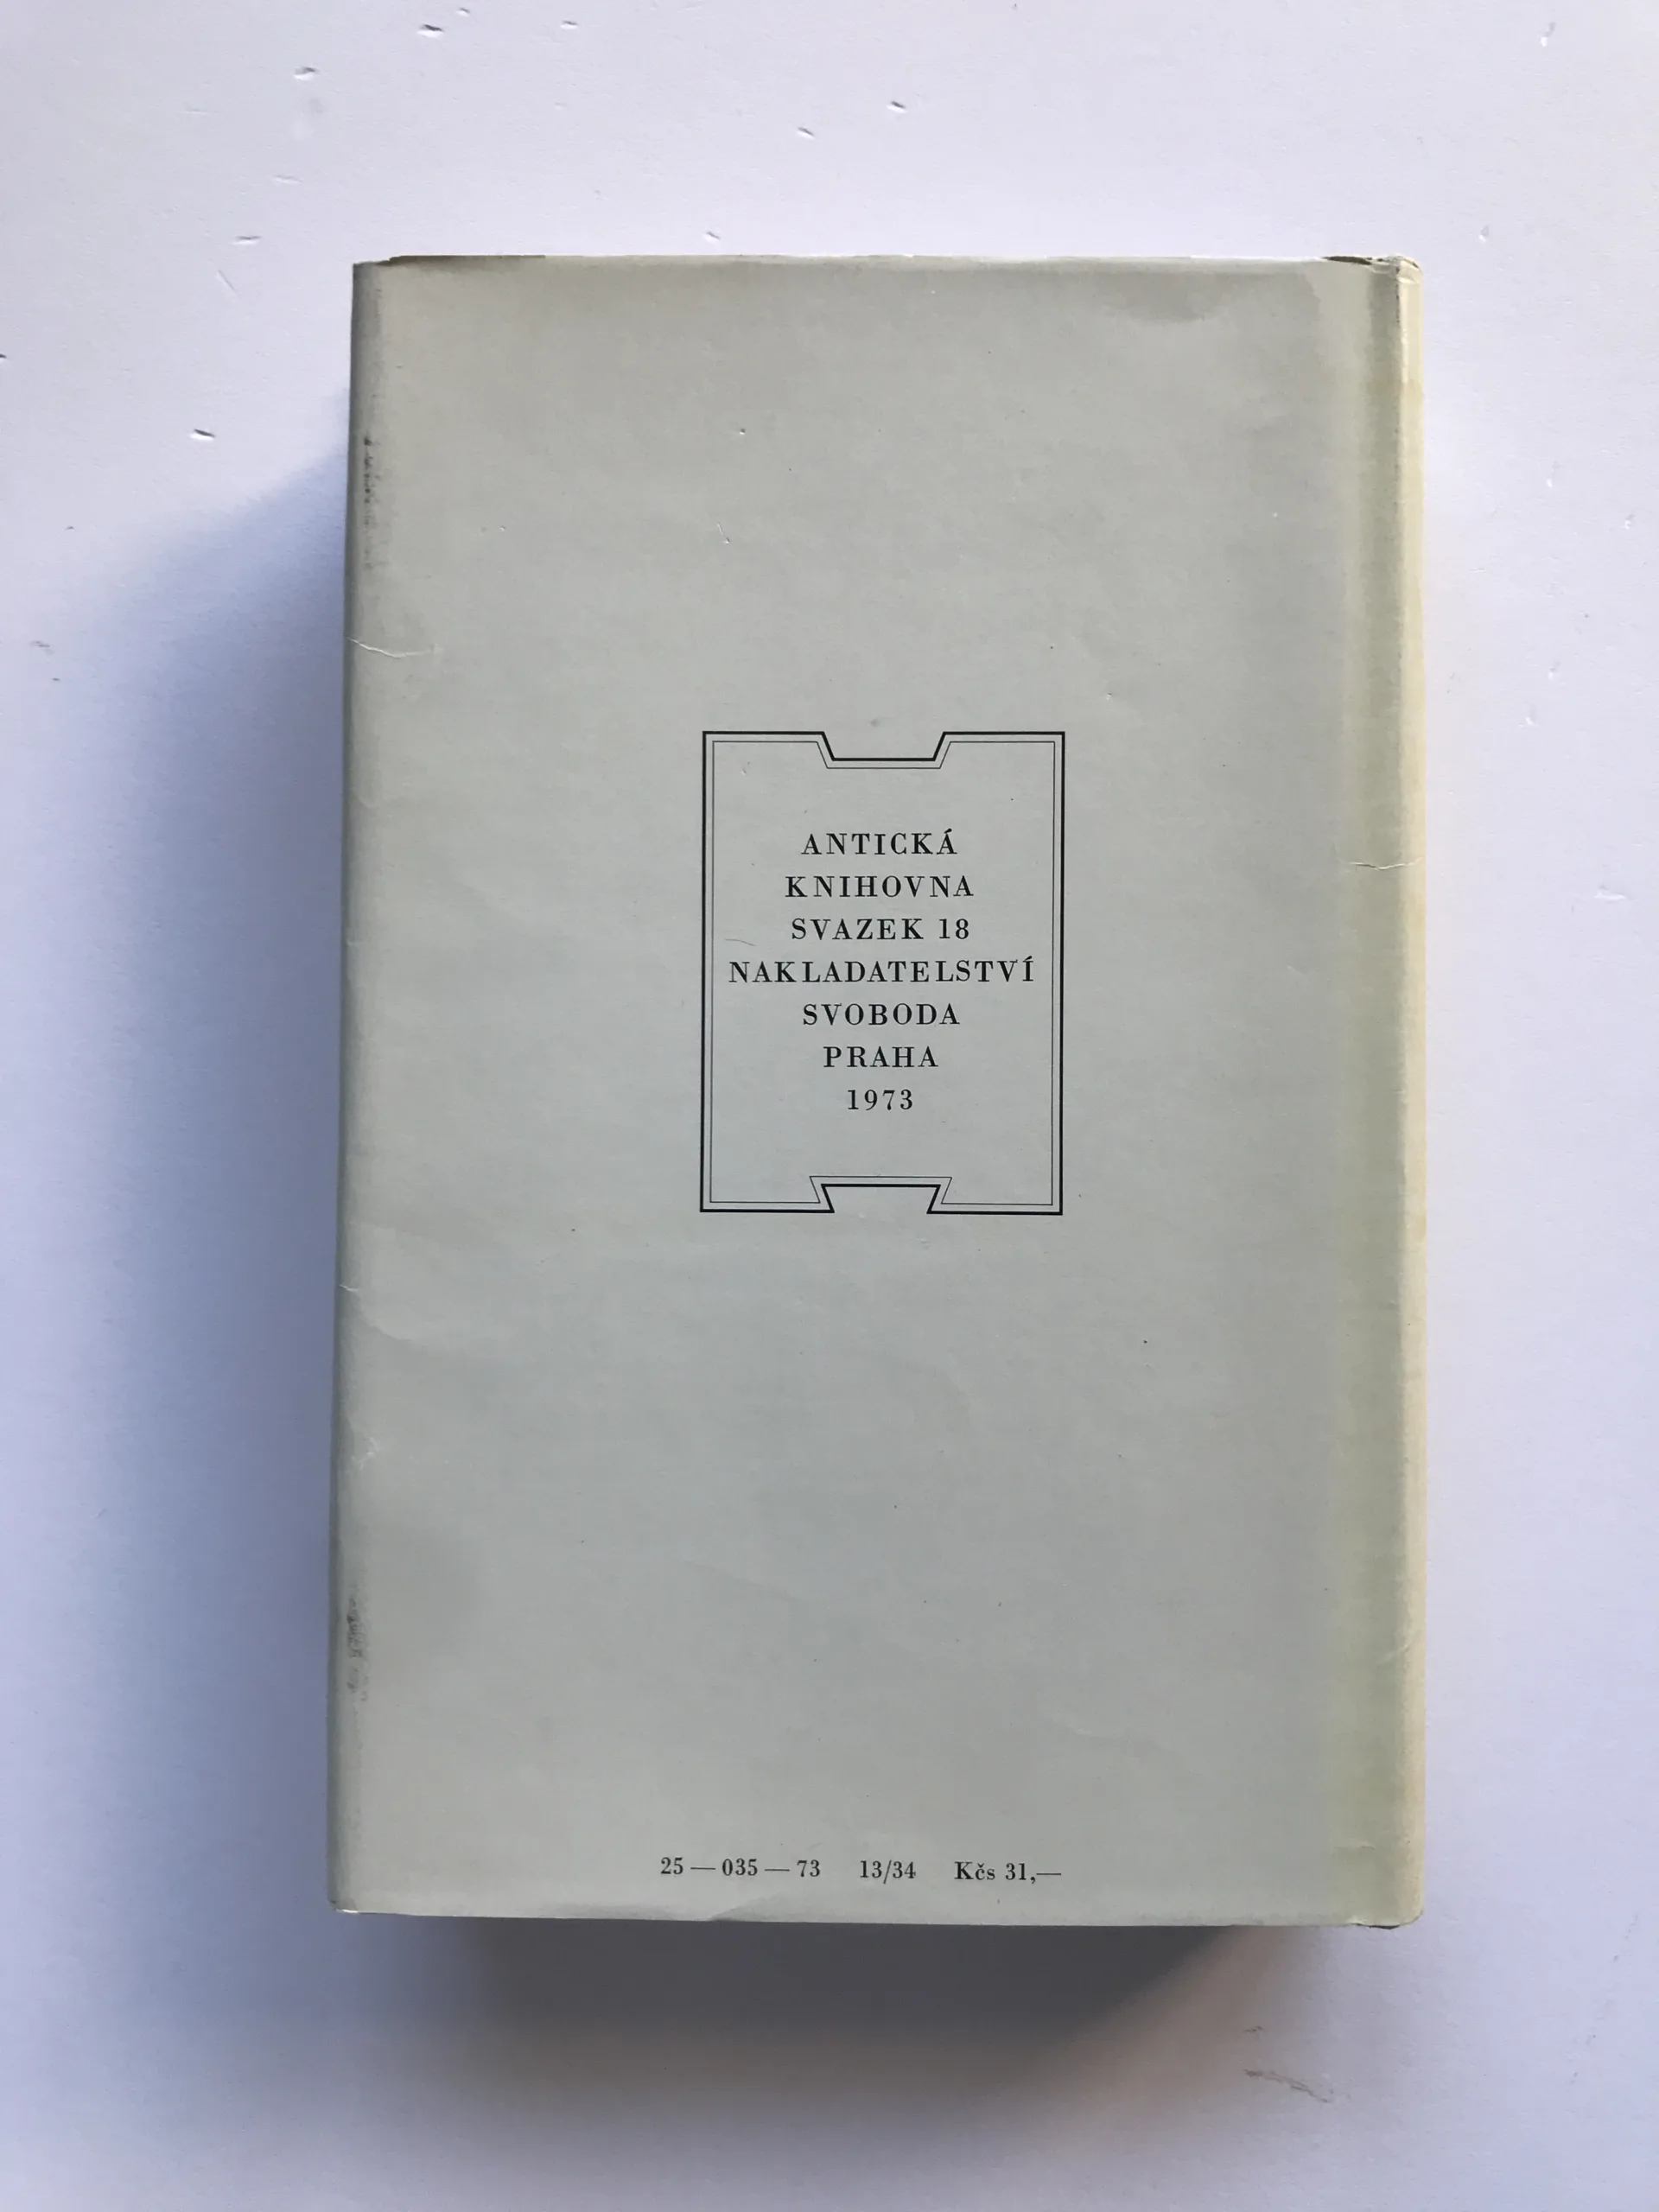 ANTICKÁ
KNIHOVNA
SVAZEK 18
NAKLADATELSTVÍ
SVOBODA
PRAHA
1973
25 — 035 — 73 13/34 Kčs 31,—